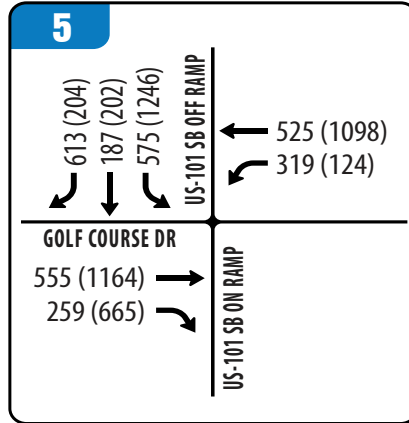 5
613 (204)
187 (202)
575 (1246)
US-101 SB OFF RAMP
525 (1098)
319 (124)
GOLF COURSE DR
555 (1164)
259 (665)
US-101 SB ON RAMP